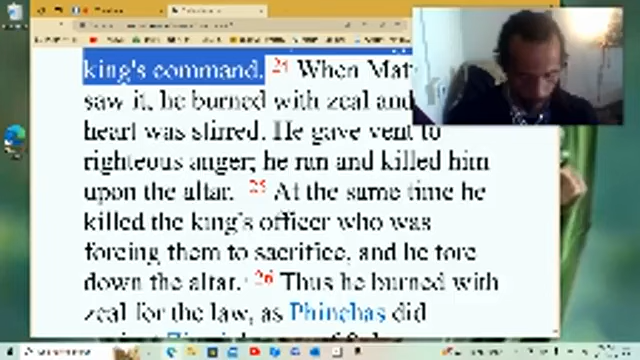 king's command. 24 When Mat
saw it, he burned with zeal and
heart was stirred. He gave vent to
righteous anger; he ran and killed him
upon the altar. 25 At the same time he
killed the king's officer who was
forcing them to sacrifice, and he tore
down the altar. 26 Thus he burned with
zeal for the law, as Phinehas did